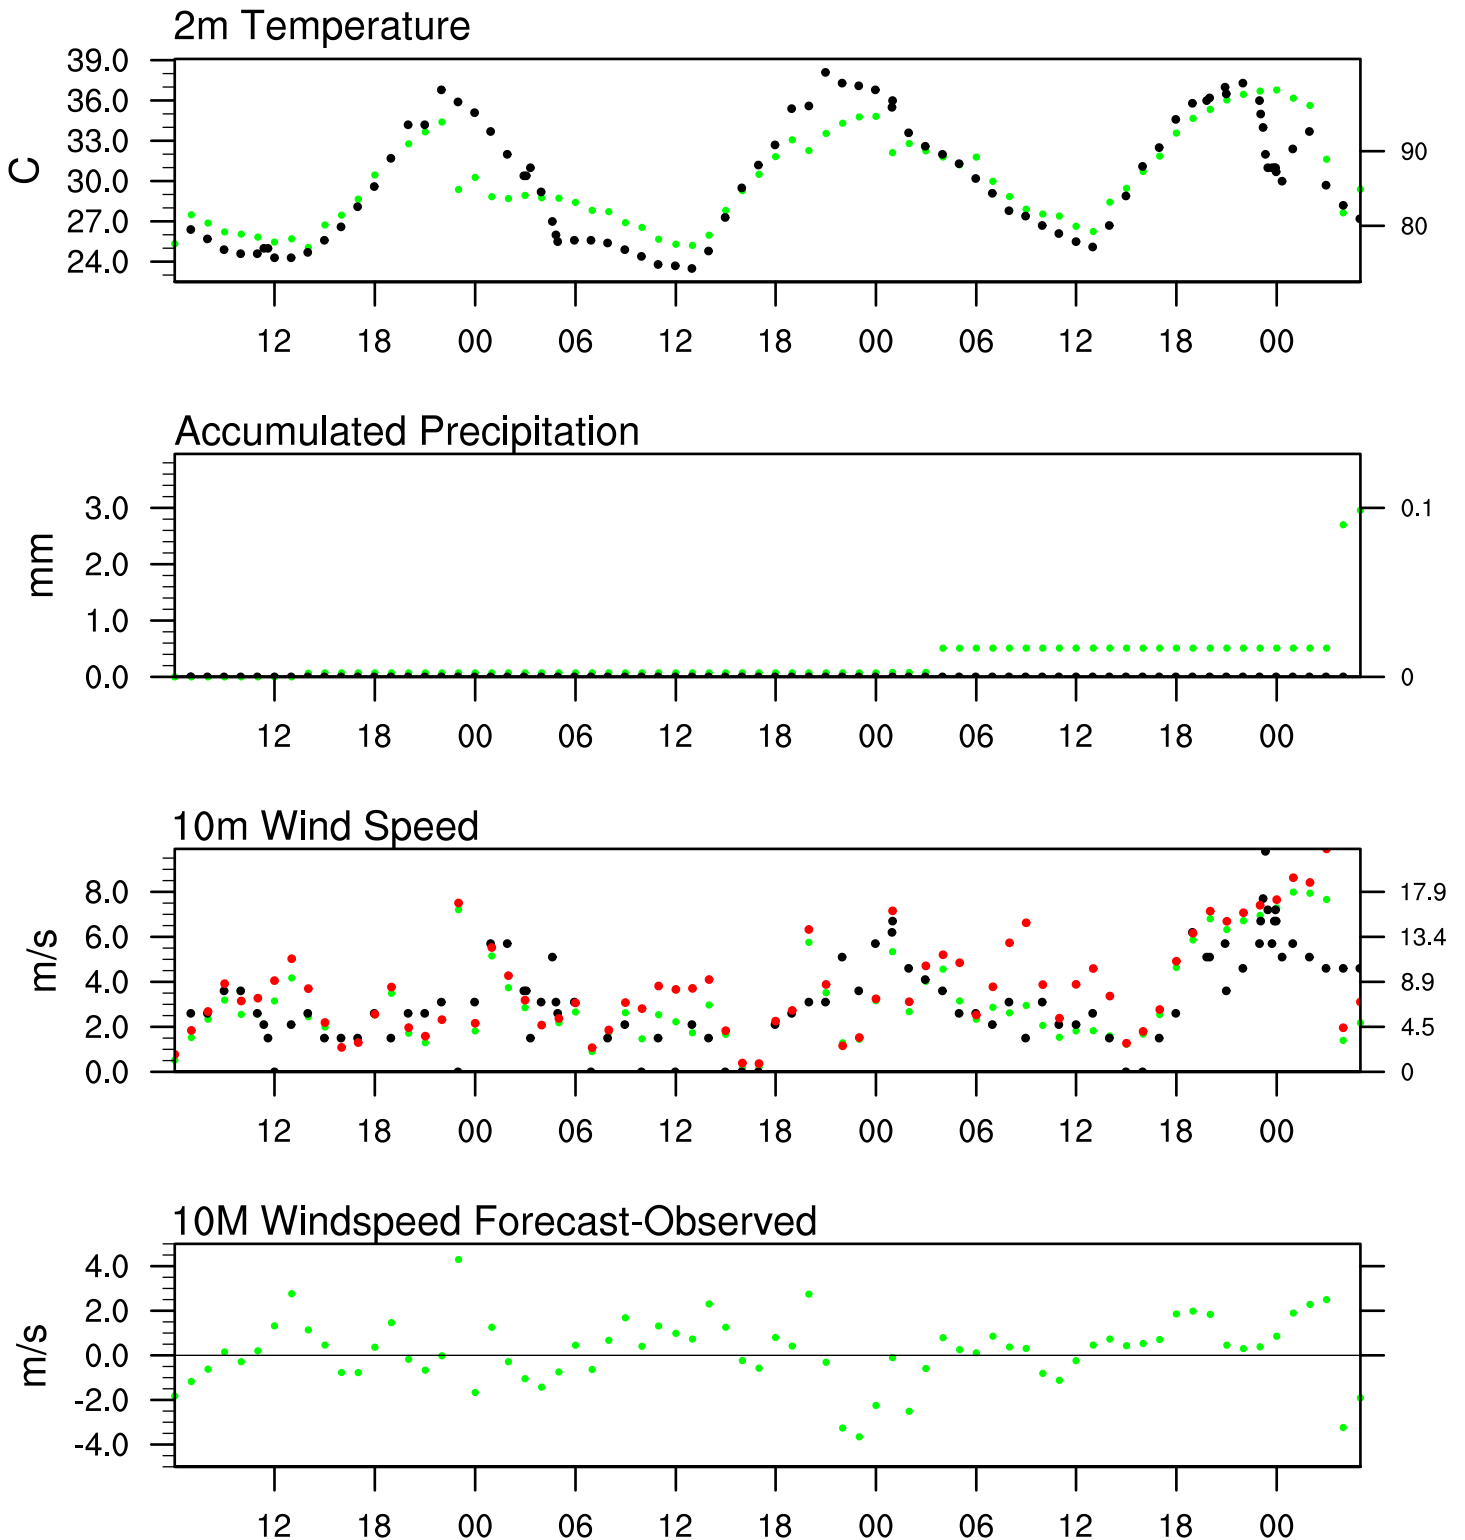 2m Temperature
39.0
36.0
33.0
30.0
27.0
24.0
C
90
80
12 18 00 06 12 18 00 06 12 18 00
Accumulated Precipitation
3.0
2.0
1.0
0.0
mm
0.1
0
12 18 00 06 12 18 00 06 12 18 00
10m Wind Speed
8.0
6.0
4.0
2.0
0.0
m/s
17.9
13.4
8.9
4.5
0
12 18 00 06 12 18 00 06 12 18 00
10M Windspeed Forecast-Observed
4.0
2.0
0.0
-2.0
-4.0
m/s
12 18 00 06 12 18 00 06 12 18 00